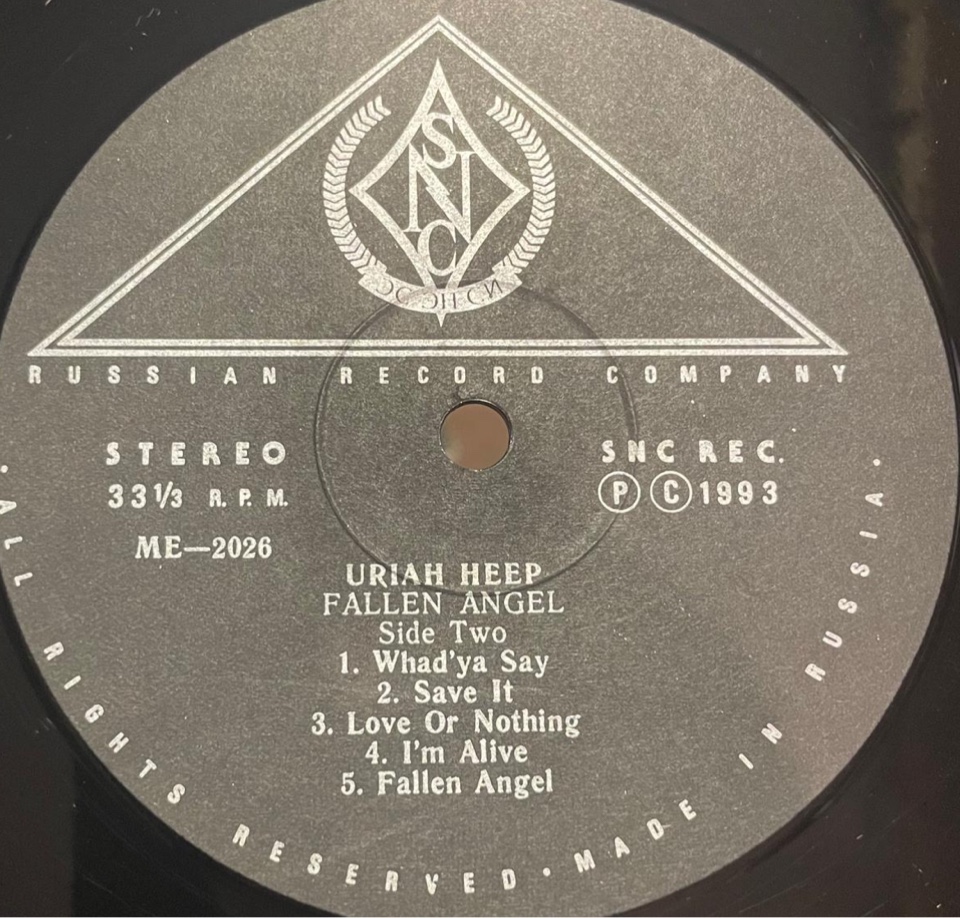 SNC
RUSSIAN RECORD COMPANY
STEREO
33⅓ R. P. M.
ME—2026
SNC REC.
Ⓟ Ⓒ 1993
URIAH HEEP
FALLEN ANGEL
Side Two
1. Whad'ya Say
2. Save It
3. Love Or Nothing
4. I'm Alive
5. Fallen Angel
· ALL RIGHTS RESERVED · MADE IN RUSSIA ·